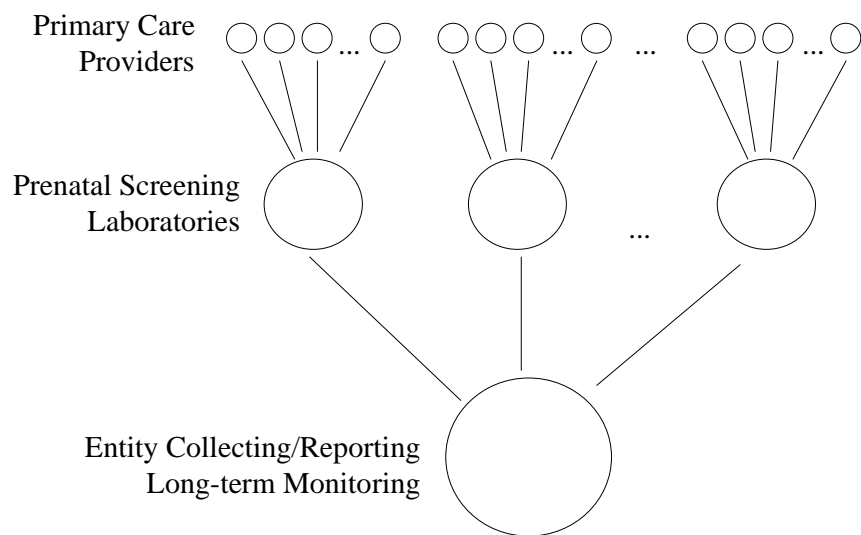 Primary Care
Providers
... ... ... ...
Prenatal Screening
Laboratories
...
Entity Collecting/Reporting
Long-term Monitoring